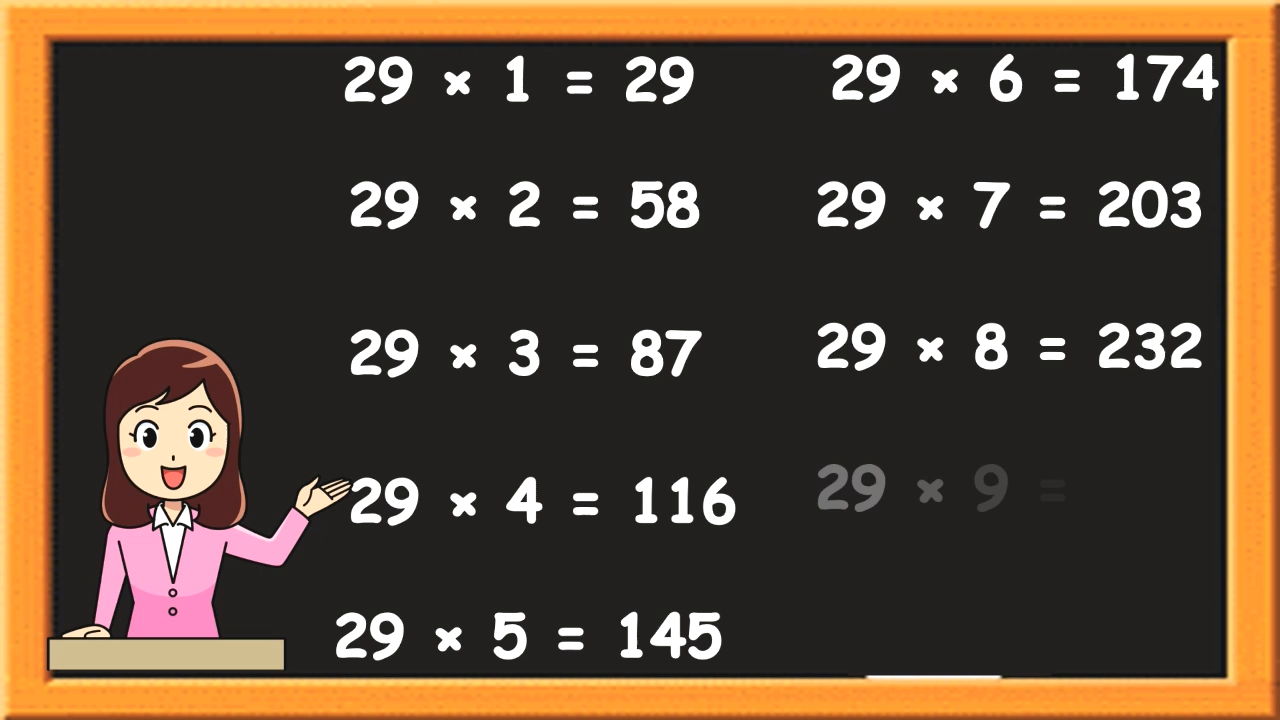 29 × 1 = 29
29 × 2 = 58
29 × 3 = 87
29 × 4 = 116
29 × 5 = 145
29 × 6 = 174
29 × 7 = 203
29 × 8 = 232
29 × 9 =